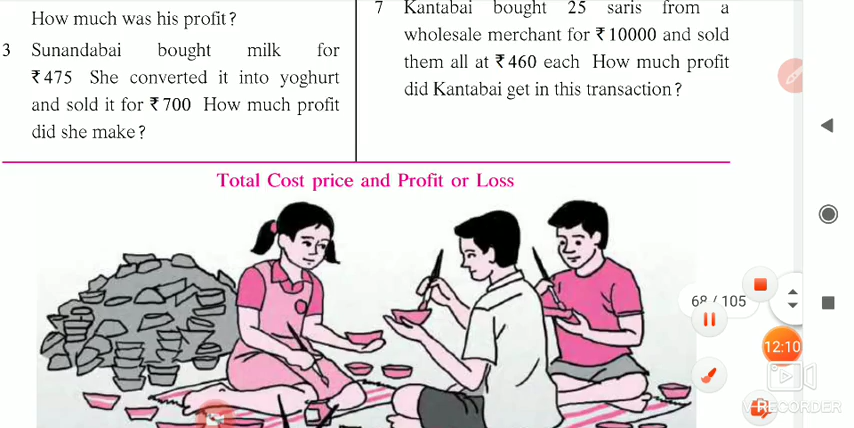 How much was his profit?
3 Sunandabai bought milk for
₹475 She converted it into yoghurt
and sold it for ₹700 How much profit
did she make?
7 Kantabai bought 25 saris from a
wholesale merchant for ₹10000 and sold
them all at ₹460 each How much profit
did Kantabai get in this transaction?
Total Cost price and Profit or Loss
68 / 105
12:10
V RECORDER